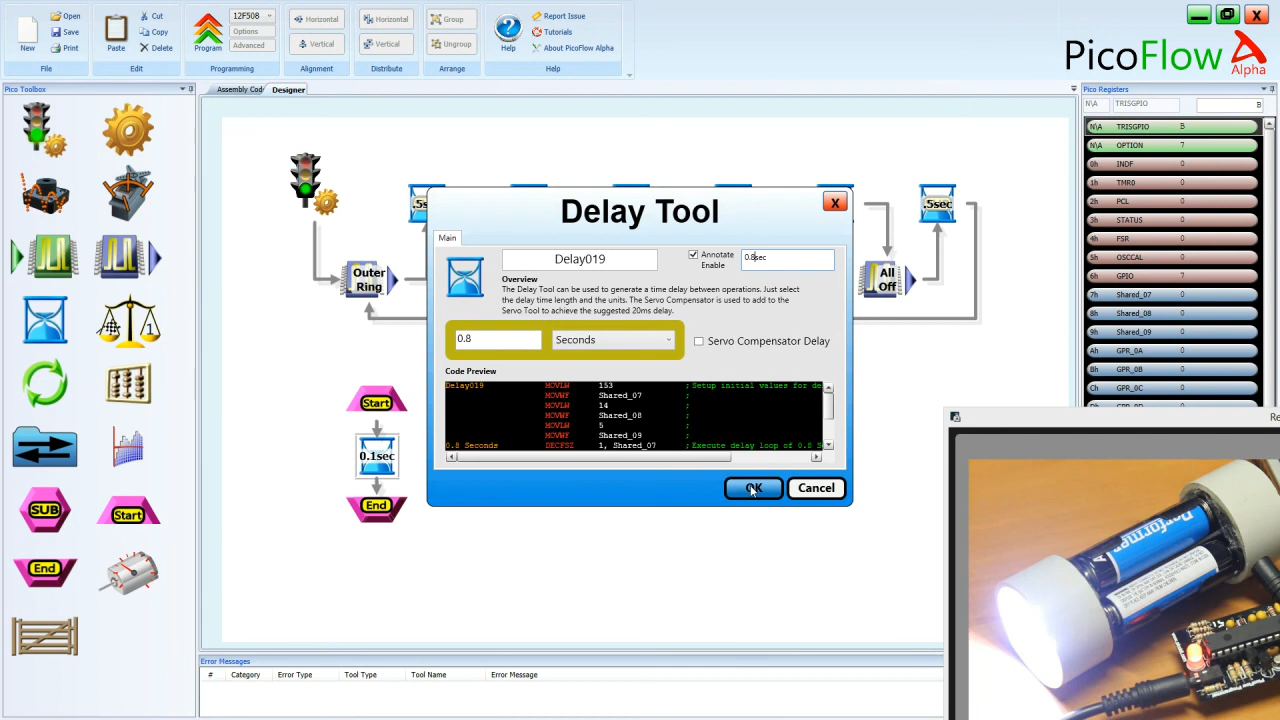 New
Open
Save
Print
File
Paste
Cut
Copy
Delete
Edit
Program
12F508
Options
Advanced
Programming
Horizontal
Vertical
Alignment
Horizontal
Vertical
Distribute
Group
Ungroup
Arrange
Help
Report Issue
Tutorials
About PicoFlow Alpha
Help
PicoFlow
Alpha
Pico Toolbox
Assembly Cod
Designer
Pico Registers
N\A TRISGPIO B
N\A TRISGPIO B
N\A OPTION 7
0h INDF 0
1h TMR0 0
2h PCL 0
3h STATUS 0
4h FSR 0
5h OSCCAL 0
6h GPIO 7
7h Shared_07 0
8h Shared_08 0
9h Shared_09 0
Ah GPR_0A 0
Bh GPR_0B 0
Ch GPR_0C 0
1
SUB
Start
End
Outer
Ring
All
Off
.5sec
Start
0.1sec
End
Delay Tool
X
Main
Delay019
Annotate
Enable
0.8sec
Overview
The Delay Tool can be used to generate a time delay between operations. Just select
the delay time length and the units. The Servo Compensator is used to add to the
Servo Tool to achieve the suggested 20ms delay.
0.8
Seconds
Servo Compensator Delay
Code Preview
Delay019 MOVLW 153 ; Setup initial values for de
MOVWF Shared_07 ;
MOVLW 14 ;
MOVWF Shared_08 ;
MOVLW 5 ;
MOVWF Shared_09 ;
0.8 Seconds DECFSZ 1, Shared_07 ; Execute delay loop of 0.8 S
OK
Cancel
Error Messages
# Category Error Type Tool Type Tool Name Error Message
Re
Performer